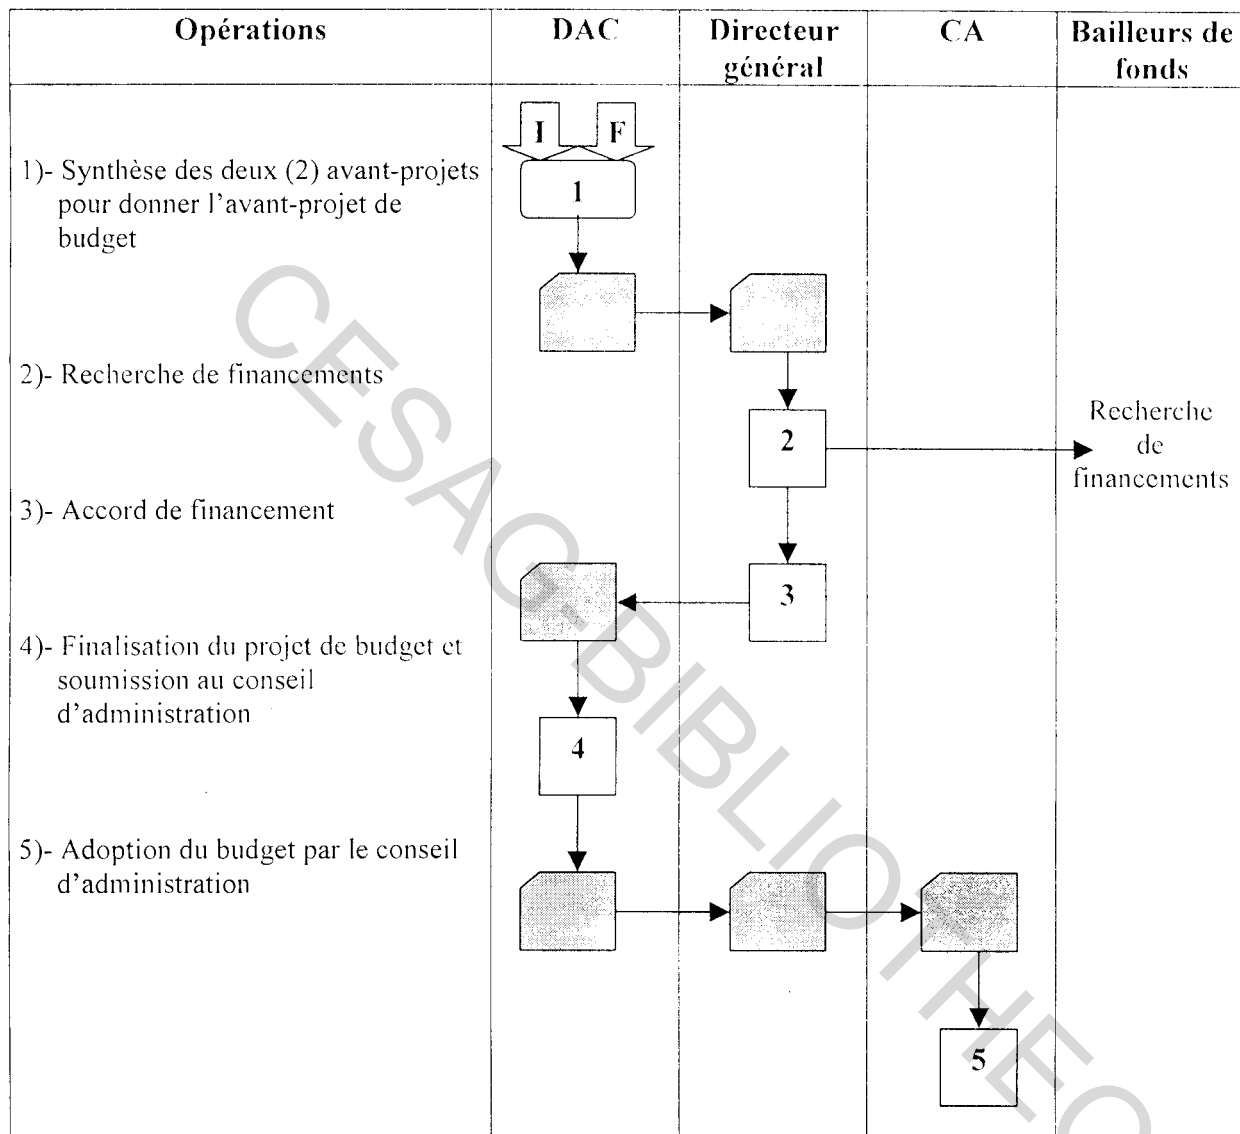 Opérations
DAC
Directeur
général
CA
Bailleurs de
fonds
I
F
1)- Synthèse des deux (2) avant-projets
pour donner l'avant-projet de
budget
1
2)- Recherche de financements
2
Recherche
de
financements
3)- Accord de financement
3
4)- Finalisation du projet de budget et
soumission au conseil
d'administration
4
5)- Adoption du budget par le conseil
d'administration
5
CESAG-BIBLIOTHEQ